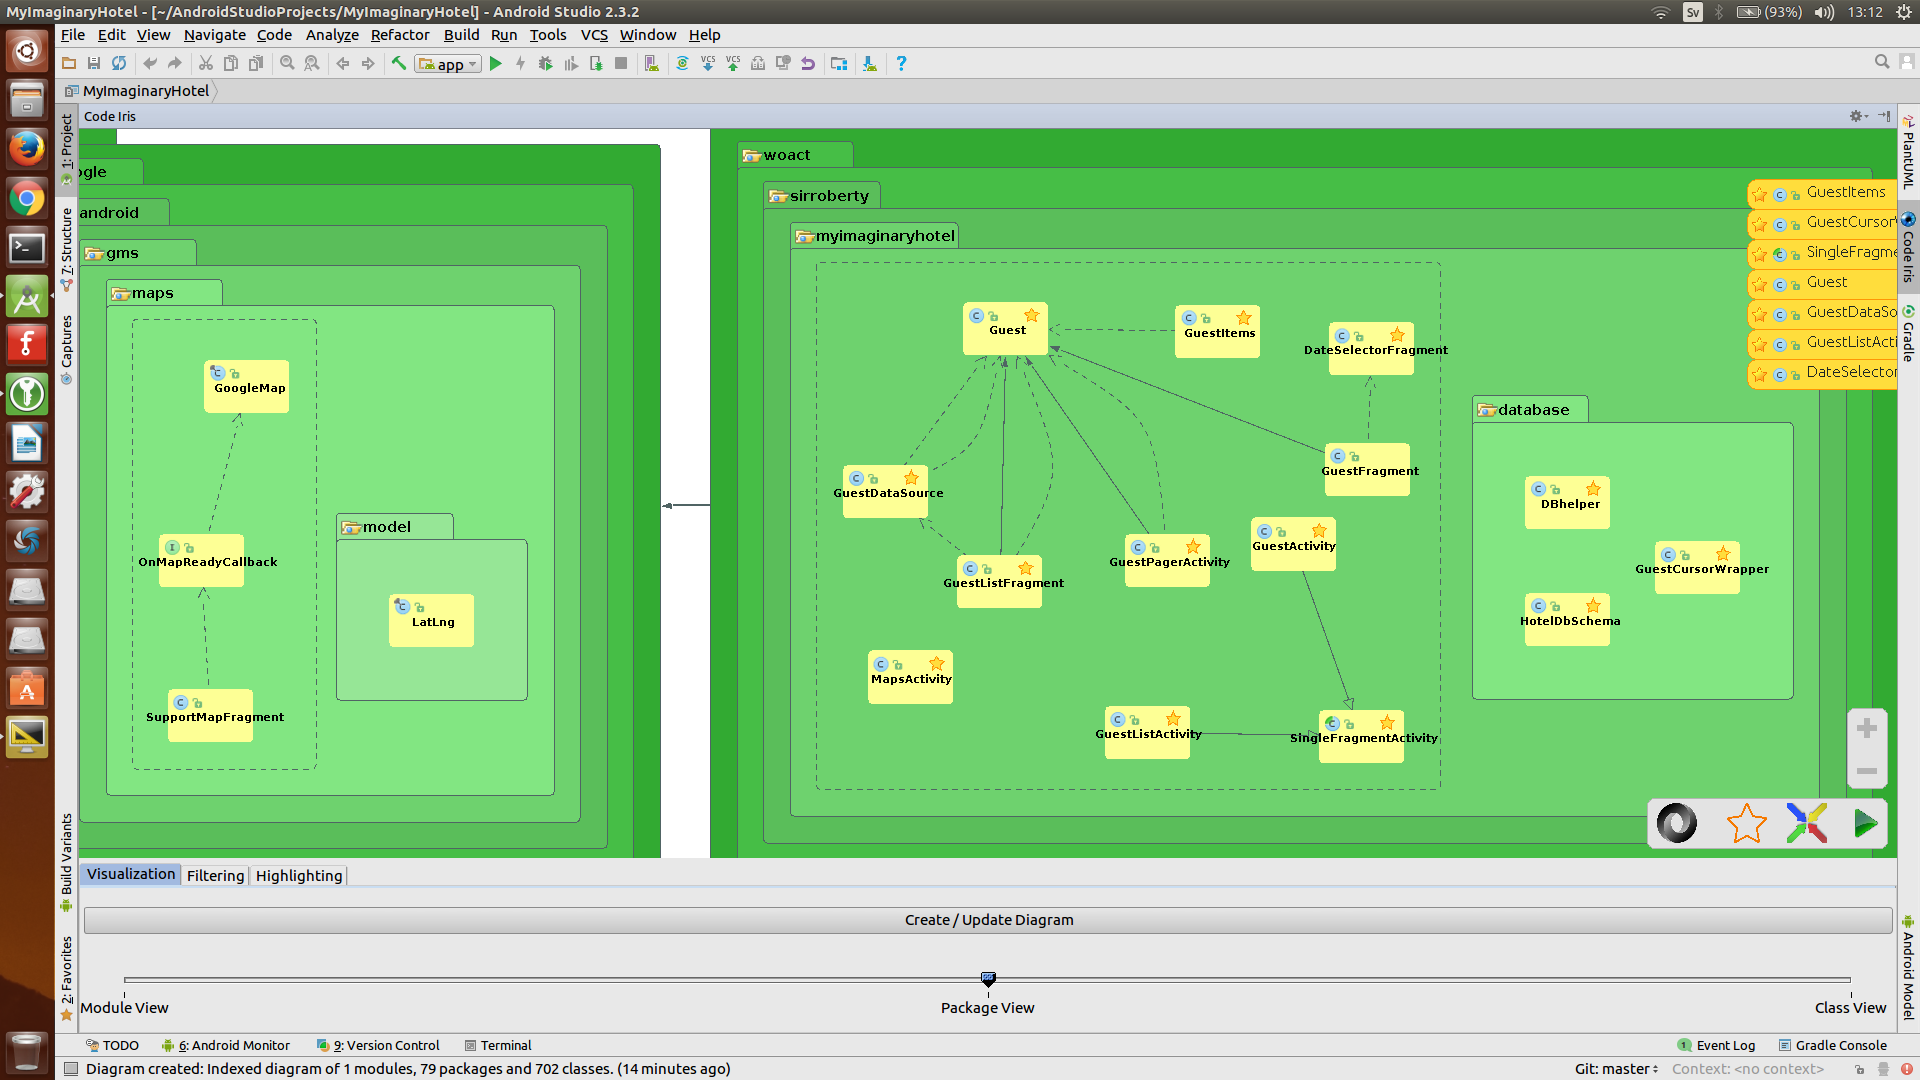 MyImaginaryHotel - [~/AndroidStudioProjects/MyImaginaryHotel] - Android Studio 2.3.2
Sv (93%) 13:12
File Edit View Navigate Code Analyze Refactor Build Run Tools VCS Window Help
app VCS VCS ?
MyImaginaryHotel
Code Iris
1: Project
7: Structure
Captures
Build Variants
2: Favorites
ogle
android
gms
maps
GoogleMap
OnMapReadyCallback
SupportMapFragment
model
LatLng
woact
sirroberty
myimaginaryhotel
Guest
GuestItems
DateSelectorFragment
GuestFragment
GuestDataSource
GuestListFragment
GuestPagerActivity
GuestActivity
MapsActivity
GuestListActivity
SingleFragmentActivity
database
DBhelper
GuestCursorWrapper
HotelDbSchema
GuestItems
GuestCursorW
SingleFragme
Guest
GuestDataSo
GuestListActi
DateSelector
PlantUML
Code Iris
Gradle
Android Model
Visualization Filtering Highlighting
Create / Update Diagram
Module View Package View Class View
TODO 6: Android Monitor 9: Version Control Terminal 1 Event Log Gradle Console
Diagram created: Indexed diagram of 1 modules, 79 packages and 702 classes. (14 minutes ago) Git: master Context: <no context>